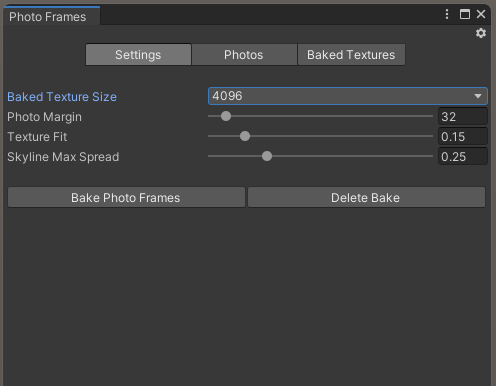 Photo Frames
Settings Photos Baked Textures
Baked Texture Size 4096
Photo Margin 32
Texture Fit 0.15
Skyline Max Spread 0.25
Bake Photo Frames Delete Bake